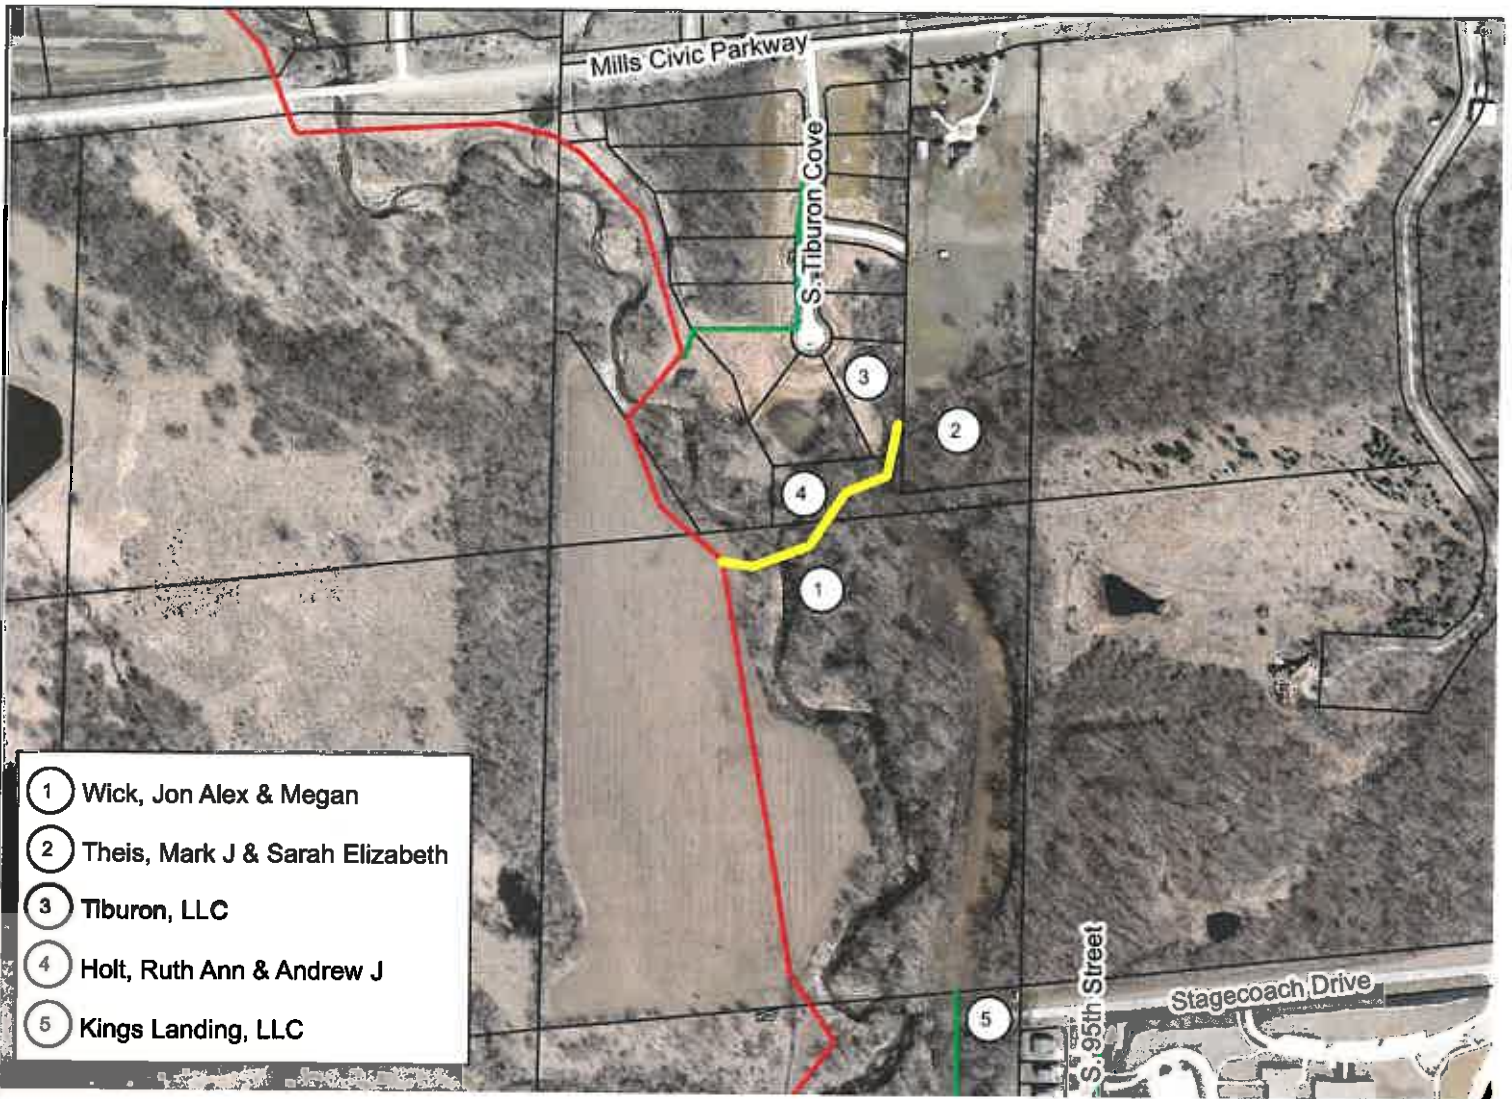 Mills Civic Parkway
S. Tiburon Cove
3
2
4
1
1 Wick, Jon Alex & Megan
2 Theis, Mark J & Sarah Elizabeth
3 Tiburon, LLC
4 Holt, Ruth Ann & Andrew J
5 Kings Landing, LLC
5
S. 95th Street
Stagecoach Drive